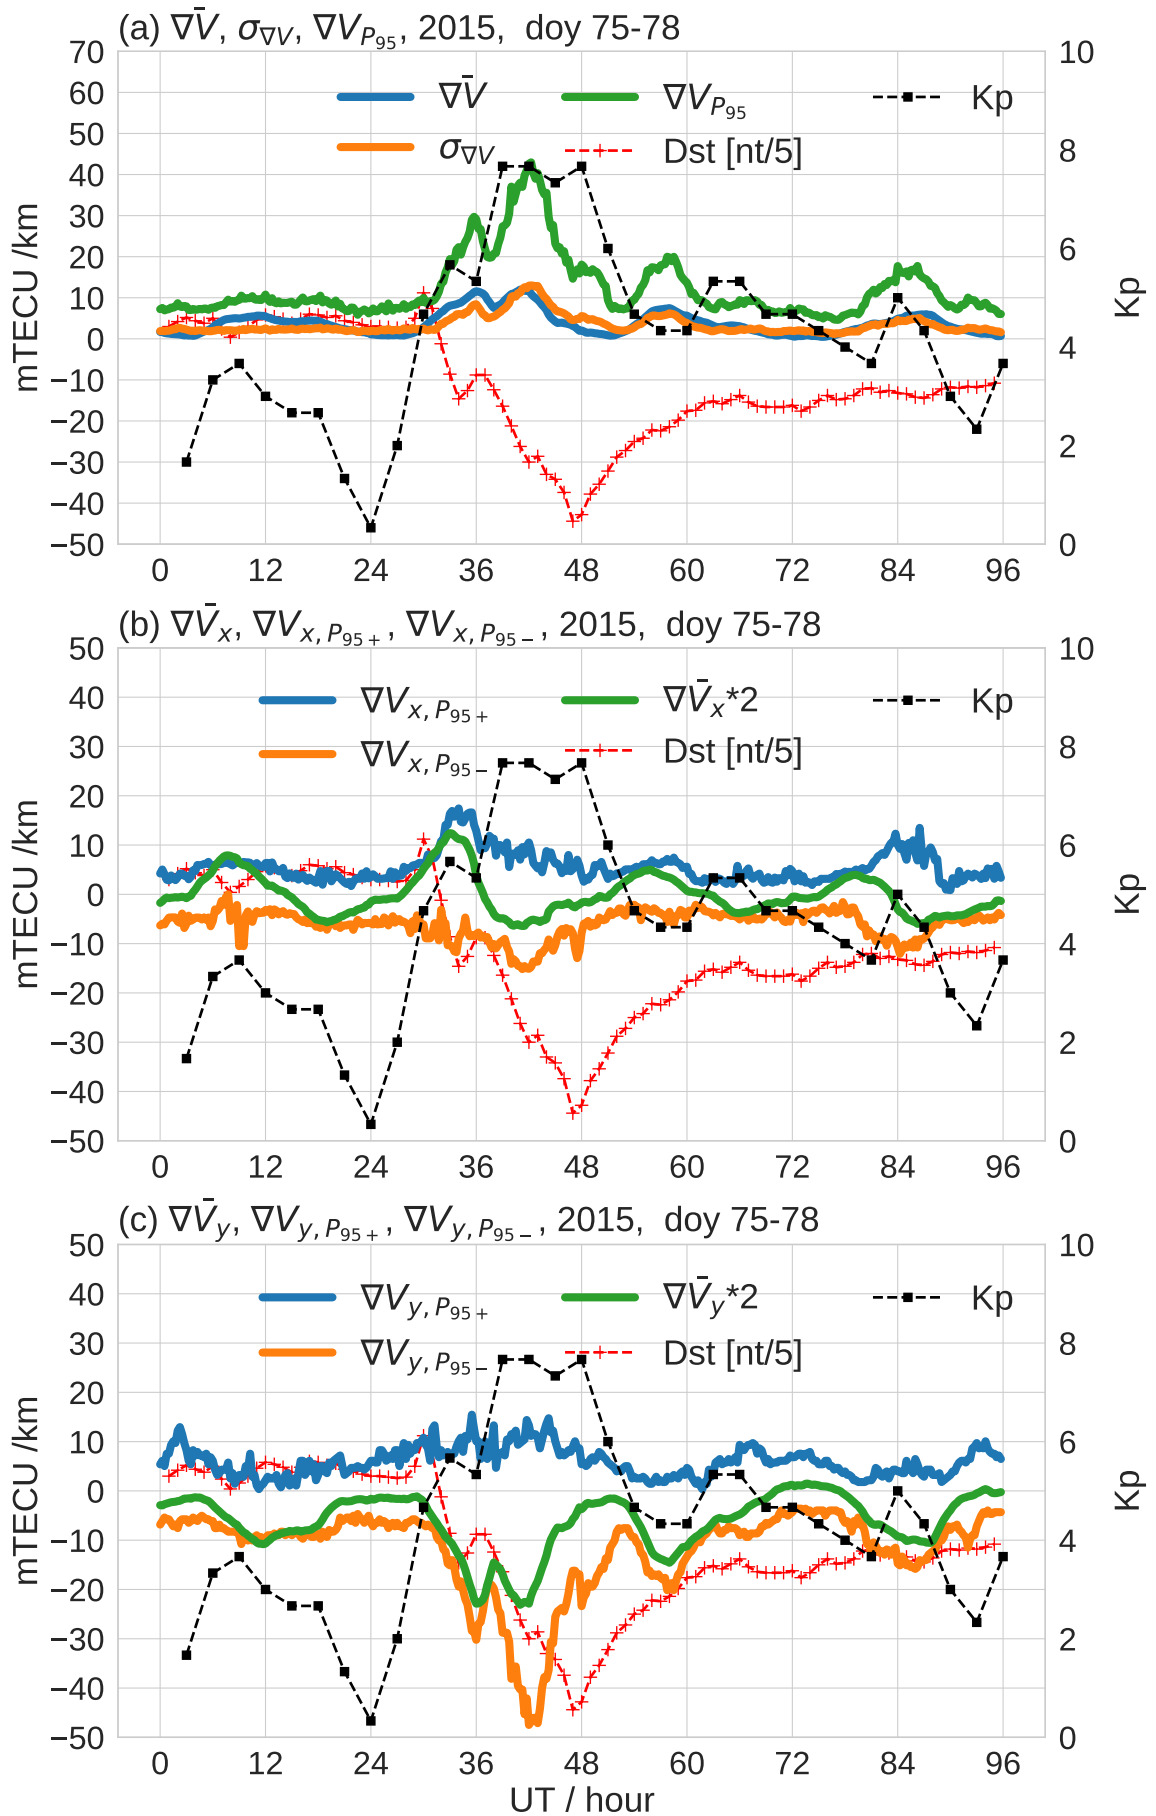 (a) ∇V̄, σ∇V, ∇VP95, 2015, doy 75-78
70
60
50
40
30
20
10
0
−10
−20
−30
−40
−50
mTECU /km
∇V̄
σ∇V
∇VP95
Dst [nt/5]
Kp
10
8
6
4
2
0
Kp
0 12 24 36 48 60 72 84 96
(b) ∇V̄x, ∇Vx, P95+, ∇Vx, P95−, 2015, doy 75-78
50
40
30
20
10
0
−10
−20
−30
−40
−50
mTECU /km
∇Vx, P95+
∇Vx, P95−
∇V̄x*2
Dst [nt/5]
Kp
10
8
6
4
2
0
Kp
0 12 24 36 48 60 72 84 96
(c) ∇V̄y, ∇Vy, P95+, ∇Vy, P95−, 2015, doy 75-78
50
40
30
20
10
0
−10
−20
−30
−40
−50
mTECU /km
∇Vy, P95+
∇Vy, P95−
∇V̄y*2
Dst [nt/5]
Kp
10
8
6
4
2
0
Kp
0 12 24 36 48 60 72 84 96
UT / hour